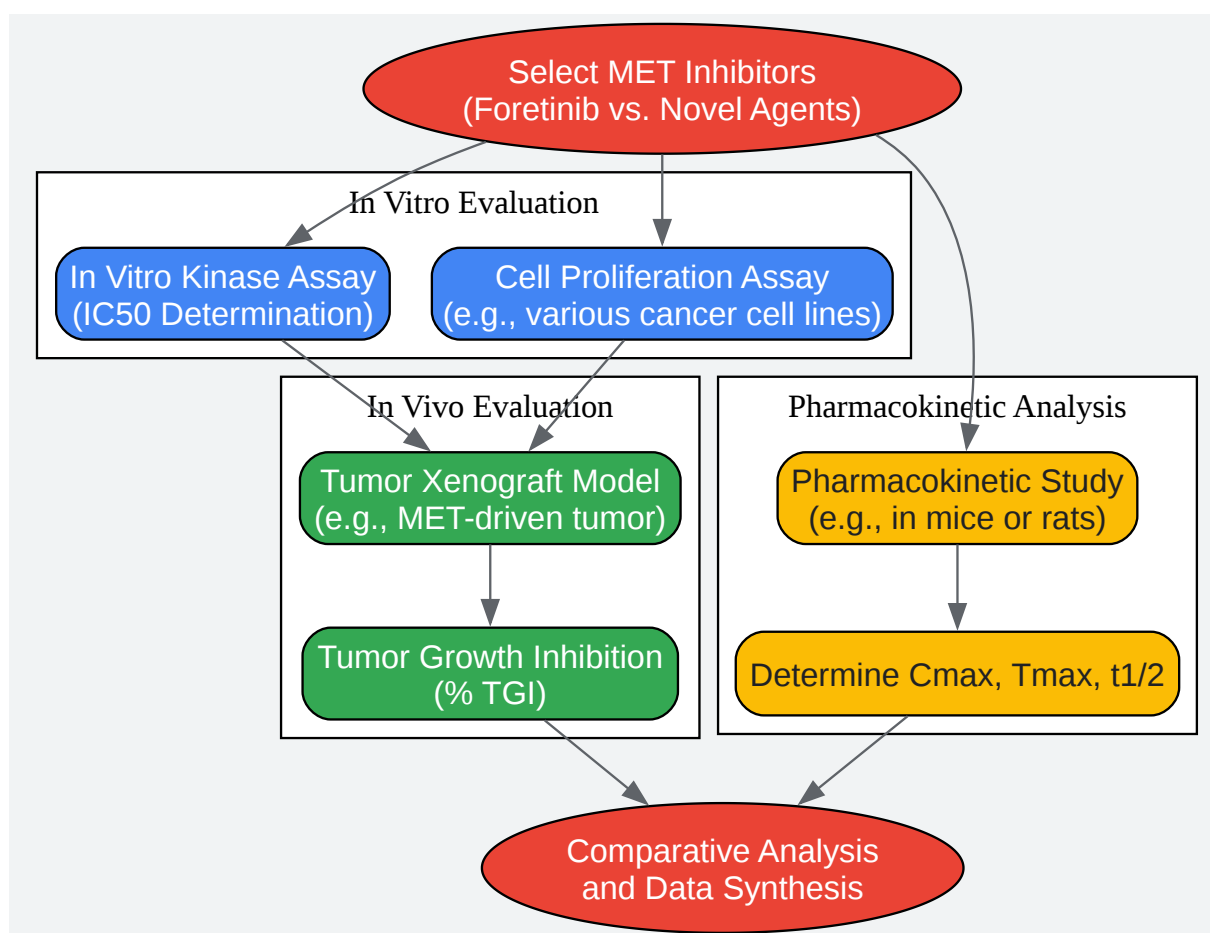 Select MET Inhibitors
(Foretinib vs. Novel Agents)
In Vitro Evaluation
In Vitro Kinase Assay
(IC50 Determination)
Cell Proliferation Assay
(e.g., various cancer cell lines)
In Vivo Evaluation
Tumor Xenograft Model
(e.g., MET-driven tumor)
Tumor Growth Inhibition
(% TGI)
Pharmacokinetic Analysis
Pharmacokinetic Study
(e.g., in mice or rats)
Determine Cmax, Tmax, t1/2
Comparative Analysis
and Data Synthesis